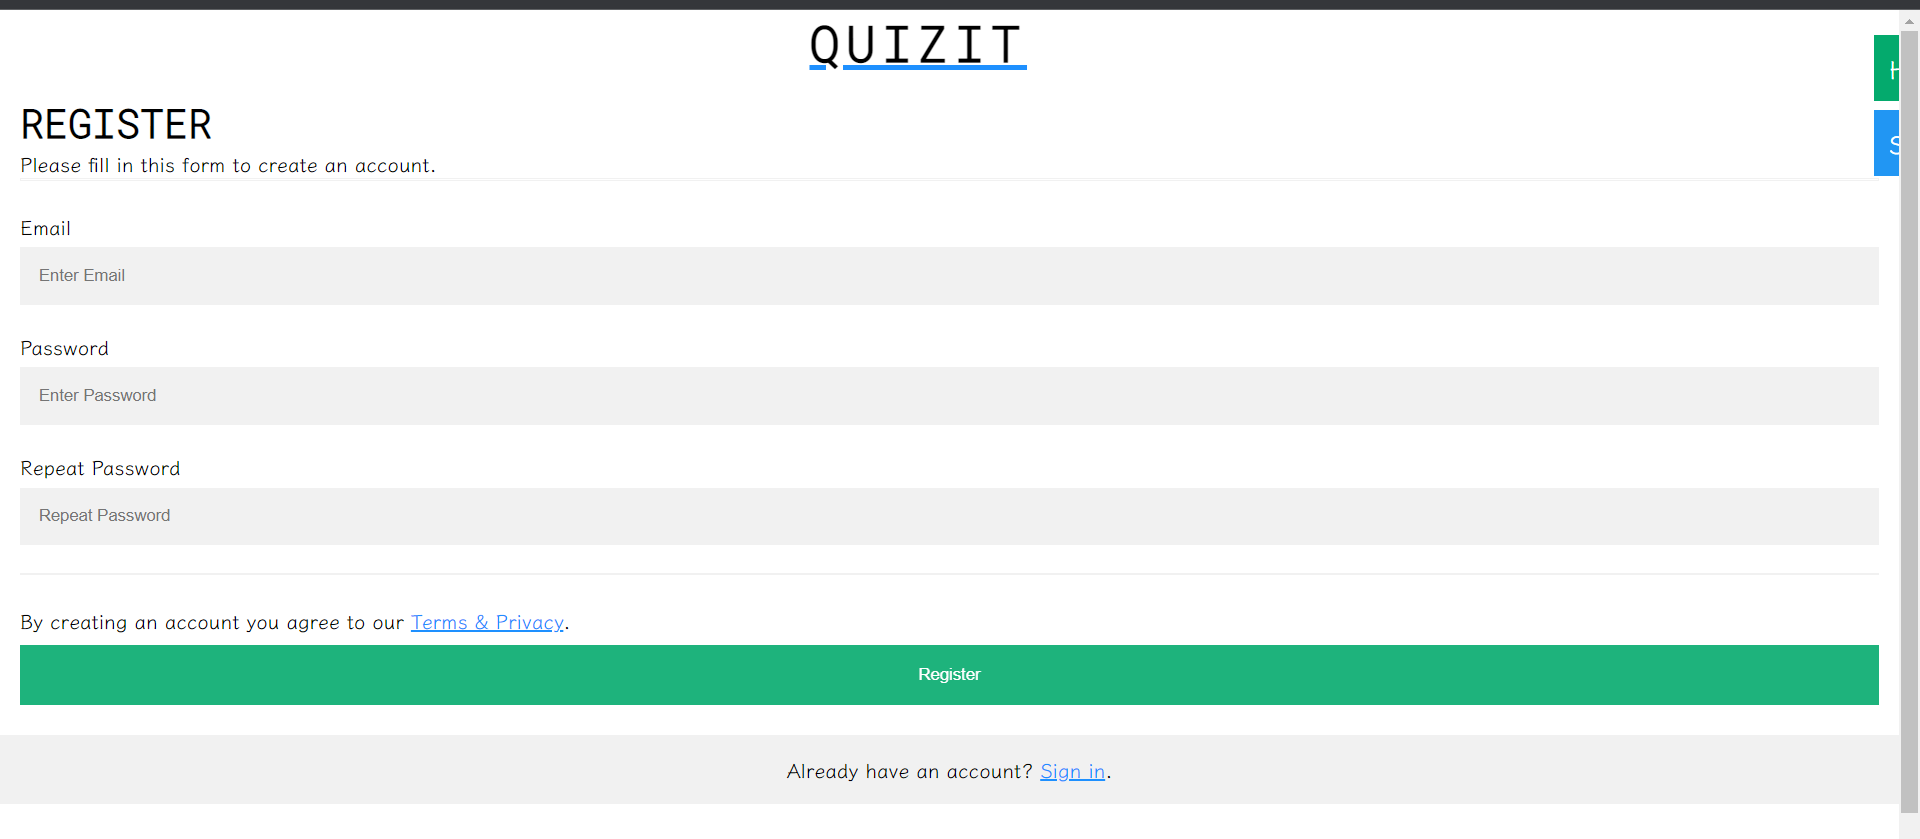 QUIZIT
REGISTER
Please fill in this form to create an account.
Email
Enter Email
Password
Enter Password
Repeat Password
Repeat Password
By creating an account you agree to our Terms & Privacy.
Register
Already have an account? Sign in.